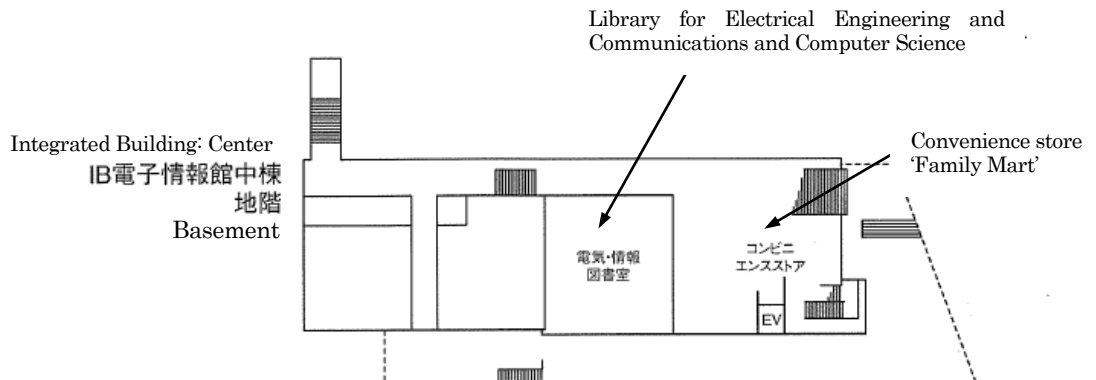 Library for Electrical Engineering and
Communications and Computer Science
Integrated Building: Center
IB電子情報館中棟
地階
Basement
Convenience store
‘Family Mart’
電気・情報
図書室
コンビニ
エンスストア
EV